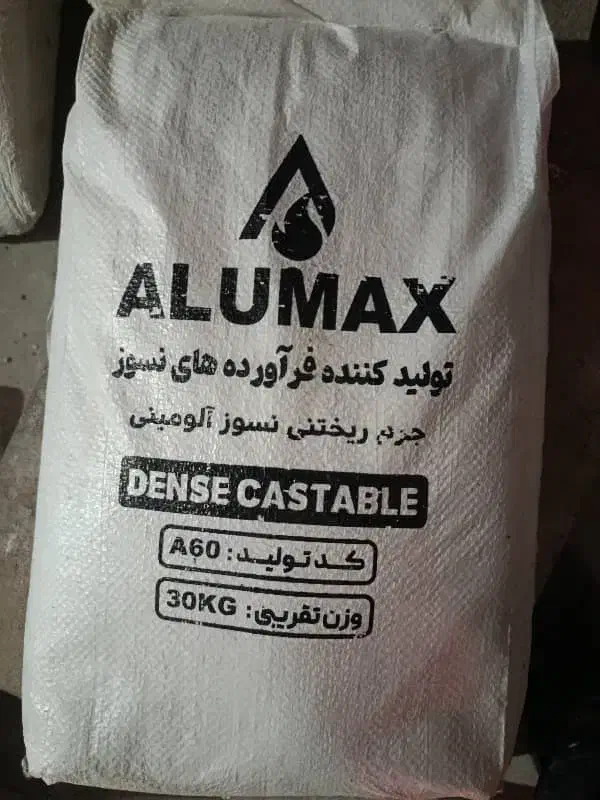 ALUMAX
تولید کننده فرآورده های نسوز
جرم ریختنی نسوز آلومینی
DENSE CASTABLE
کد تولید: A60
وزن تقریبی: 30KG